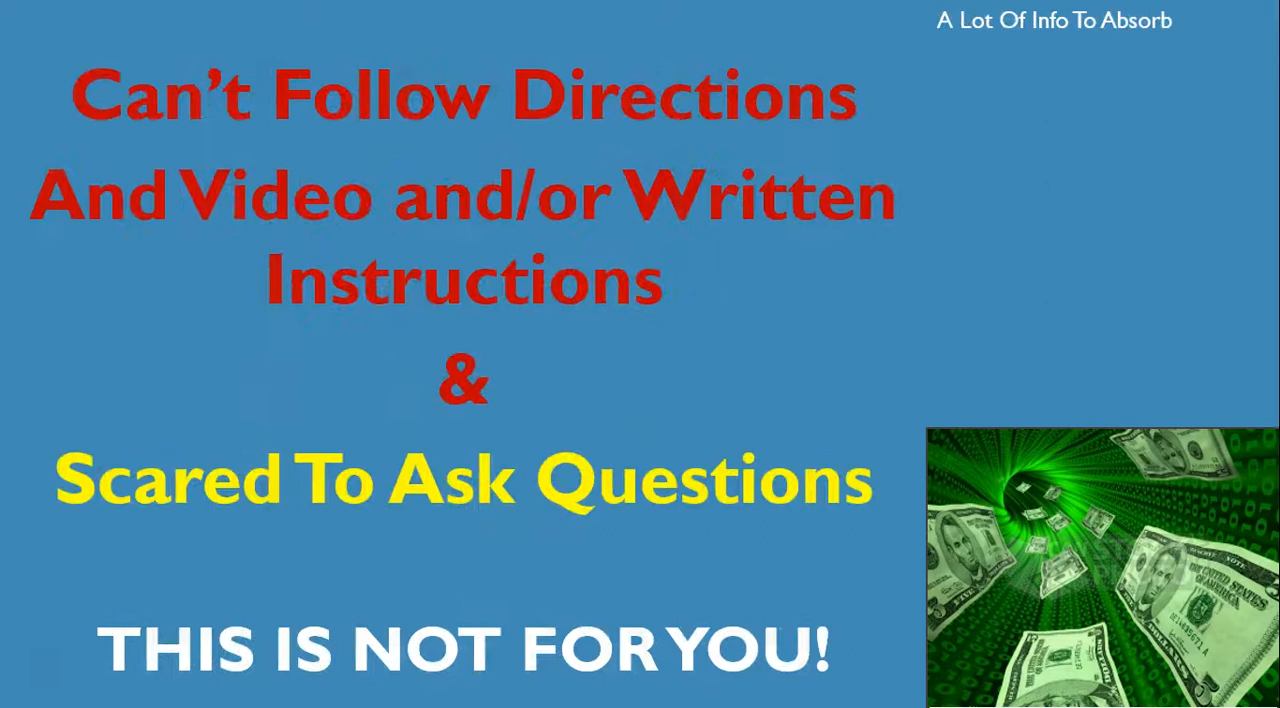 A Lot Of Info To Absorb
Can't Follow Directions
And Video and/or Written
Instructions
&
Scared To Ask Questions
THIS IS NOT FOR YOU!